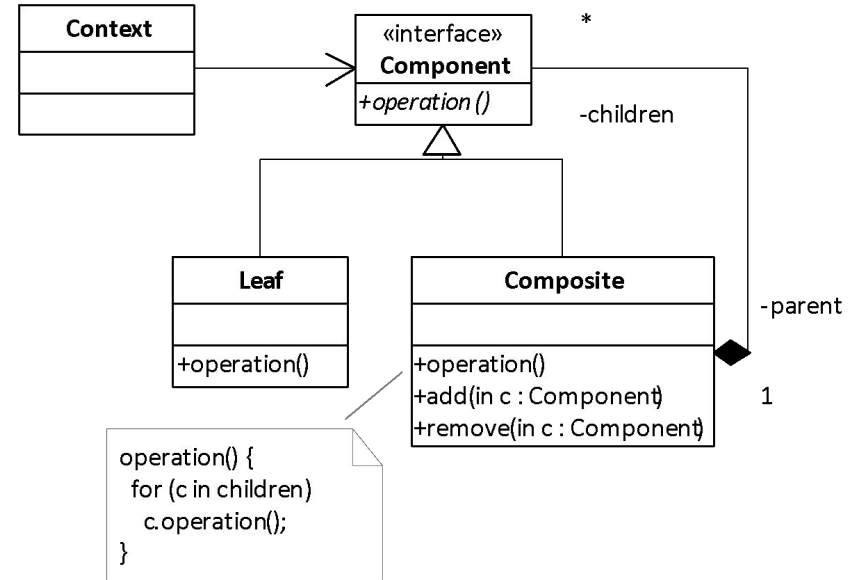 Context
«interface»
Component
+operation()
*
-children
Leaf
+operation()
Composite
+operation()
+add(in c : Component)
+remove(in c : Component)
-parent
1
operation() {
for (c in children)
c.operation();
}